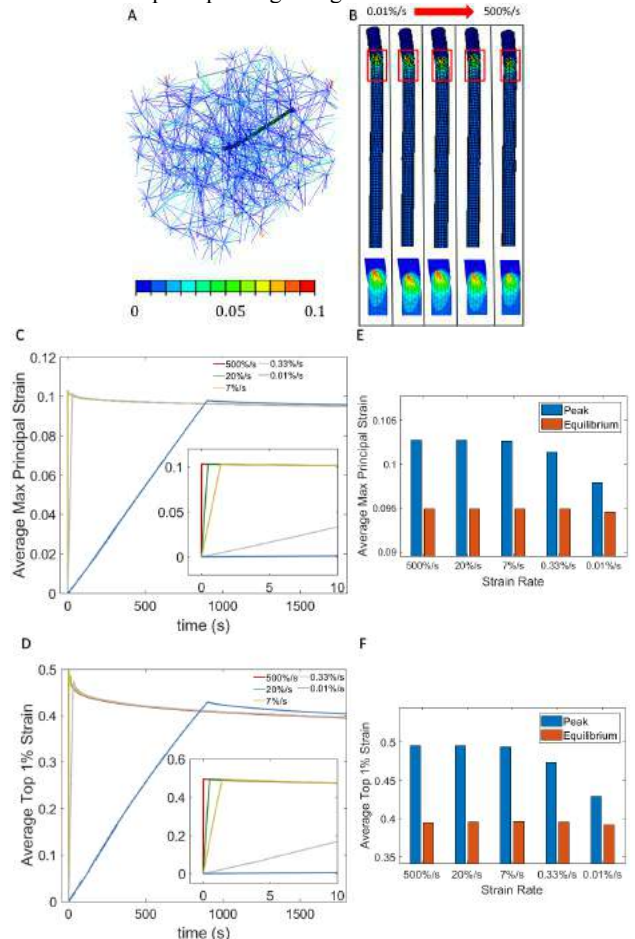 A
B
0.01%/s
500%/s
0
0.05
0.1
C
0.12
0.1
0.08
0.06
0.04
0.02
0
Average Max Principal Strain
500%/s
0.33%/s
20%/s
0.01%/s
7%/s
0.1
0.05
0
0
5
10
0
500
1000
1500
time (s)
E
0.105
0.1
0.095
0.09
Average Max Principal Strain
Peak
Equilibrium
500%/s
20%/s
7%/s
0.33%/s
0.01%/s
Strain Rate
D
0.5
0.4
0.3
0.2
0.1
0
Average Top 1% Strain
500%/s
0.33%/s
20%/s
0.01%/s
7%/s
0.6
0.4
0.2
0
0
5
10
0
500
1000
1500
time (s)
F
0.5
0.45
0.4
0.35
Average Top 1% Strain
Peak
Equilibrium
500%/s
20%/s
7%/s
0.33%/s
0.01%/s
Strain Rate